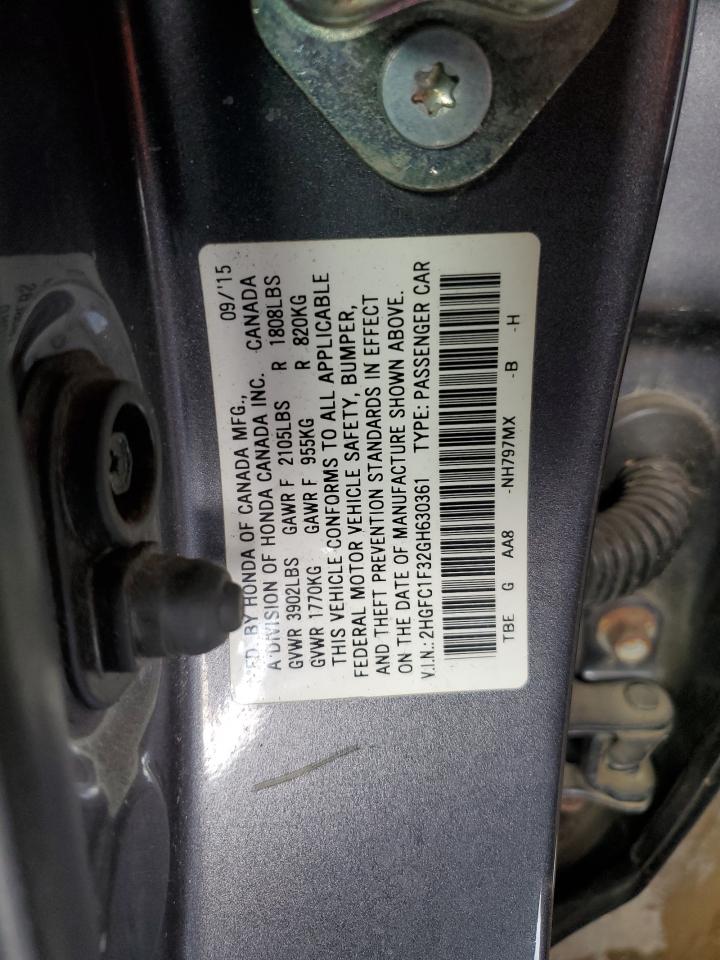 BY HONDA OF CANADA MFG., 09/'15
A DIVISION OF HONDA CANADA INC. CANADA
GVWR 3902LBS GAWR F 2105LBS R 1808LBS
GVWR 1770KG GAWR F 955KG R 820KG
THIS VEHICLE CONFORMS TO ALL APPLICABLE
FEDERAL MOTOR VEHICLE SAFETY, BUMPER,
AND THEFT PREVENTION STANDARDS IN EFFECT
ON THE DATE OF MANUFACTURE SHOWN ABOVE.
V.I.N.: 2HGFC1F32GH630361 TYPE: PASSENGER CAR
TBE G AA8 -NH797MX -B -H